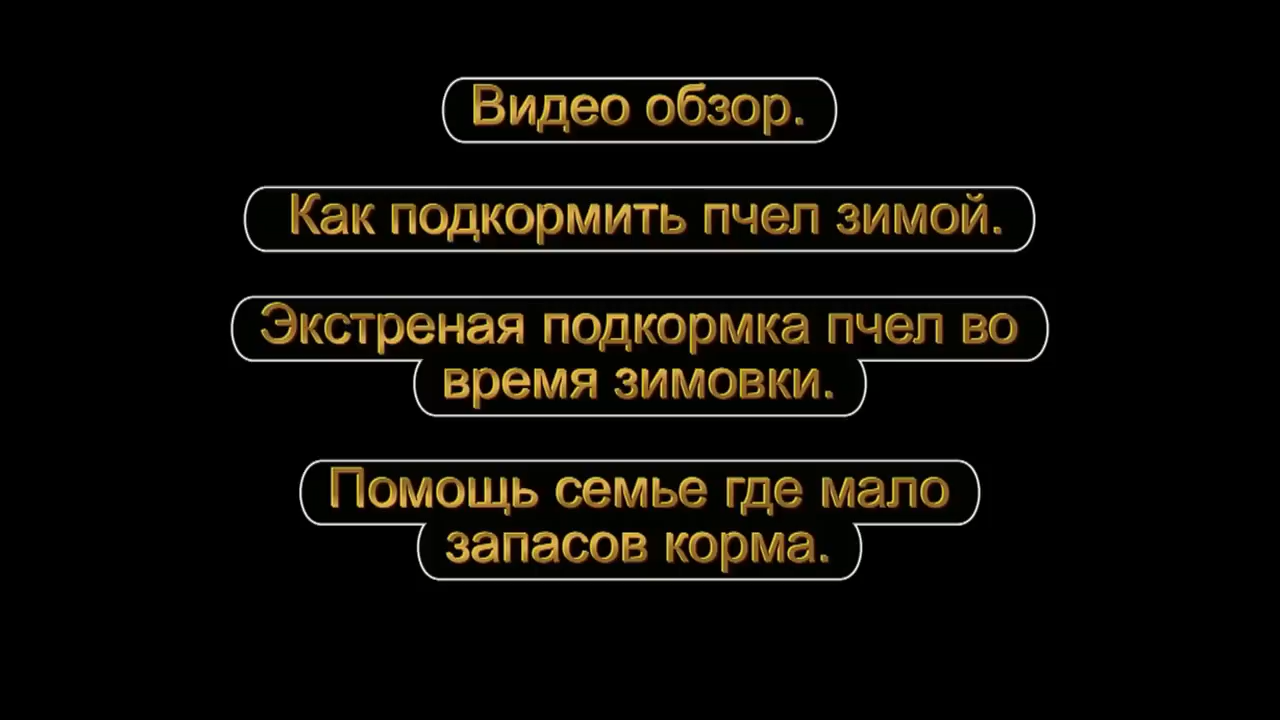 Видео обзор.
Как подкормить пчел зимой.
Экстреная подкормка пчел во
время зимовки.
Помощь семье где мало
запасов корма.